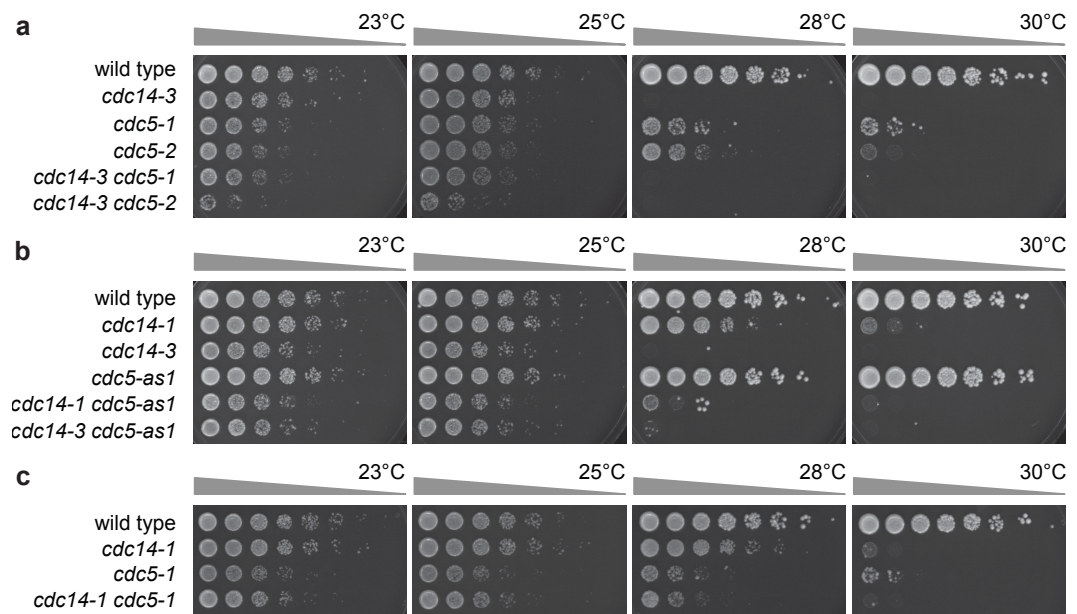 a 23°C 25°C 28°C 30°C
wild type
cdc14-3
cdc5-1
cdc5-2
cdc14-3 cdc5-1
cdc14-3 cdc5-2
b 23°C 25°C 28°C 30°C
wild type
cdc14-1
cdc14-3
cdc5-as1
cdc14-1 cdc5-as1
cdc14-3 cdc5-as1
c 23°C 25°C 28°C 30°C
wild type
cdc14-1
cdc5-1
cdc14-1 cdc5-1